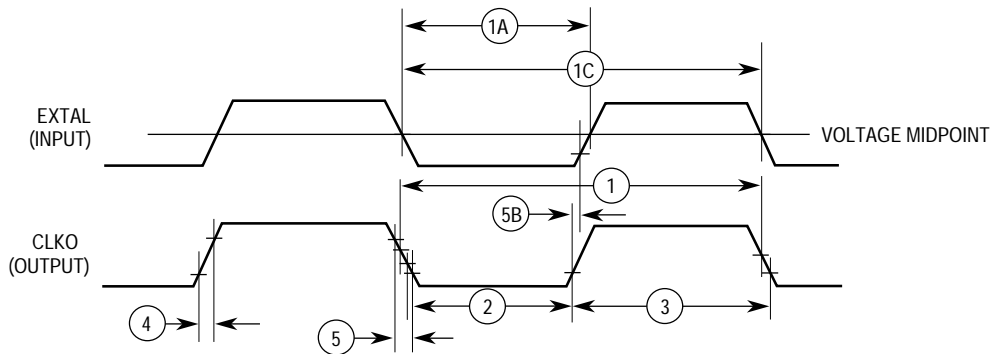 1A
1C
EXTAL
(INPUT)
VOLTAGE MIDPOINT
1
5B
CLKO
(OUTPUT)
2
3
4
5